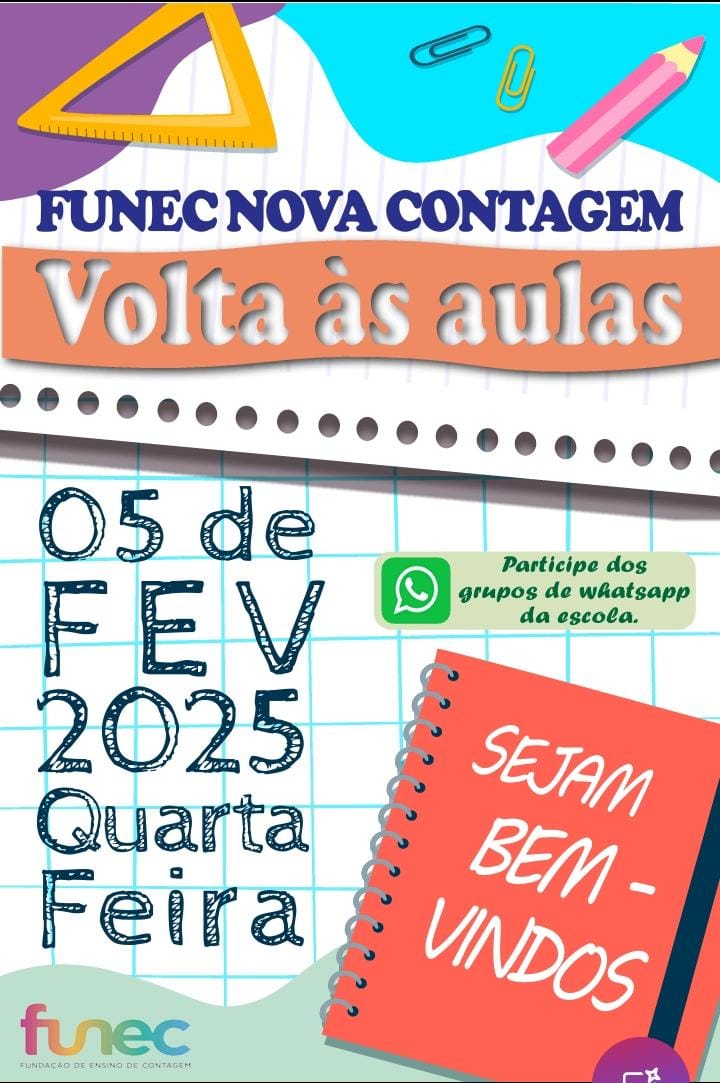 FUNEC NOVA CONTAGEM
Volta às aulas
05 de
FEV
2025
Quarta
Feira
Participe dos
grupos de whatsapp
da escola.
SEJAM
BEM -
VINDOS
funec
FUNDAÇÃO DE ENSINO DE CONTAGEM